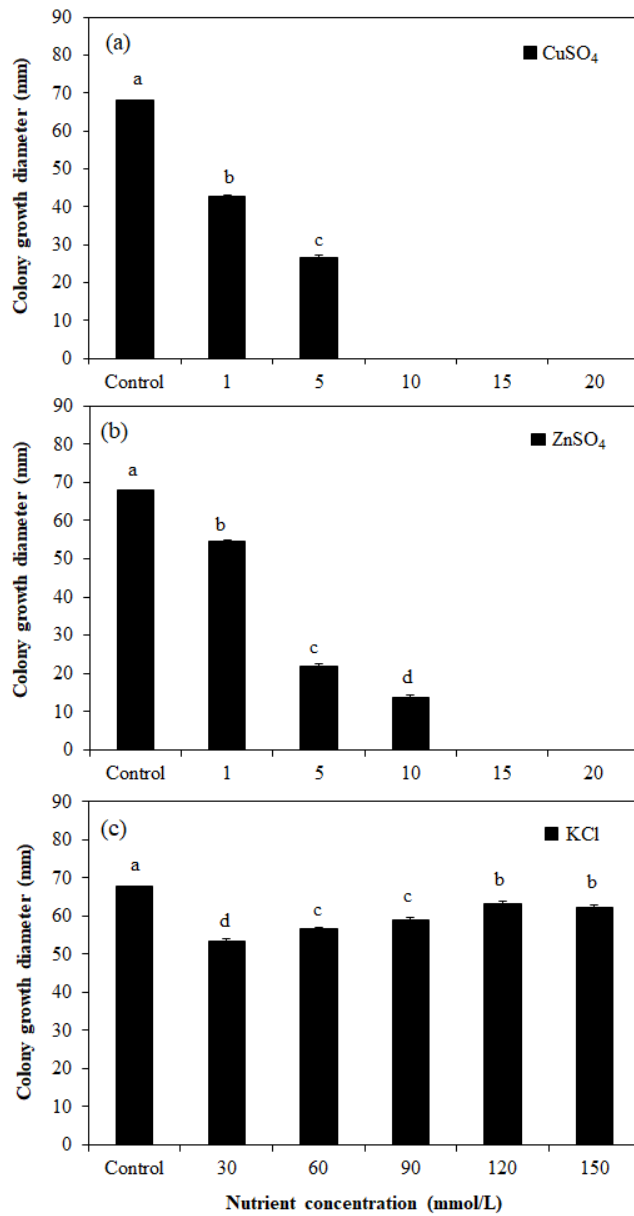 (a)
CuSO₄
Colony growth diameter (mm)
90
80
70
60
50
40
30
20
10
0
a
b
c
Control 1 5 10 15 20
(b)
ZnSO₄
Colony growth diameter (mm)
90
80
70
60
50
40
30
20
10
0
a
b
c
d
Control 1 5 10 15 20
(c)
KCl
Colony growth diameter (mm)
90
80
70
60
50
40
30
20
10
0
a
d
c
c
b
b
Control 30 60 90 120 150
Nutrient concentration (mmol/L)